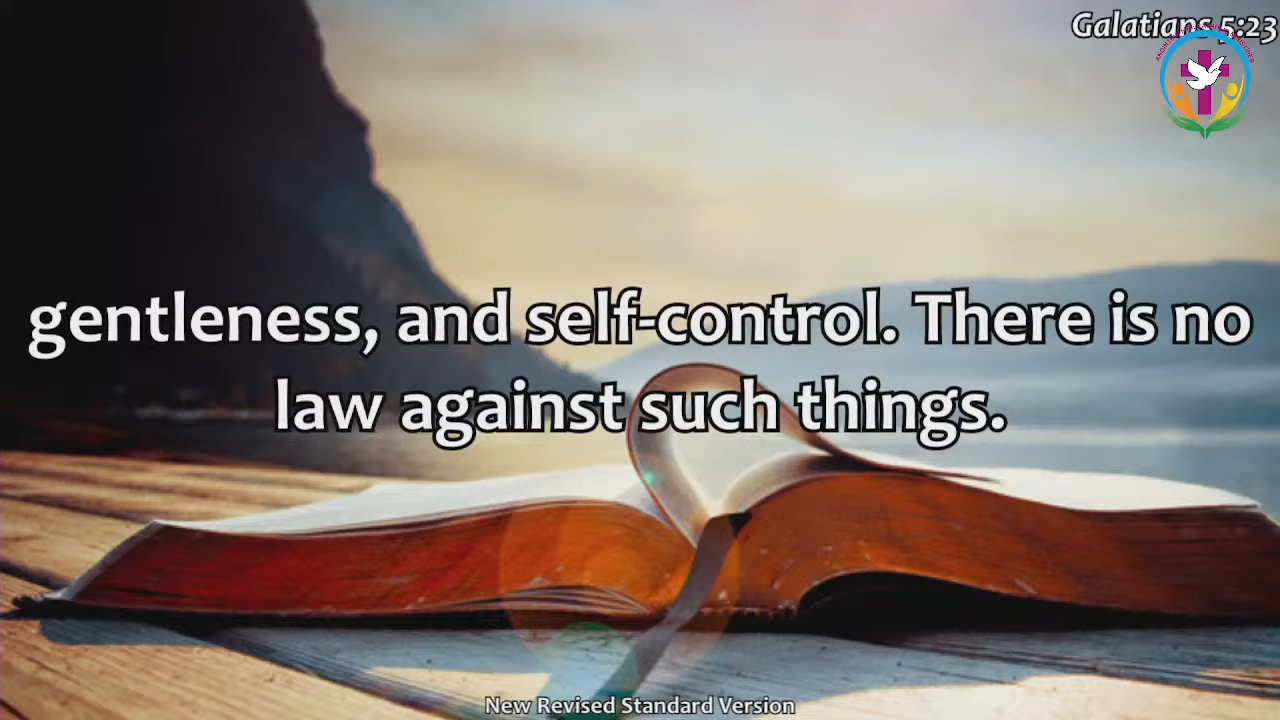 Galatians 5:23
gentleness, and self-control. There is no
law against such things.
New Revised Standard Version